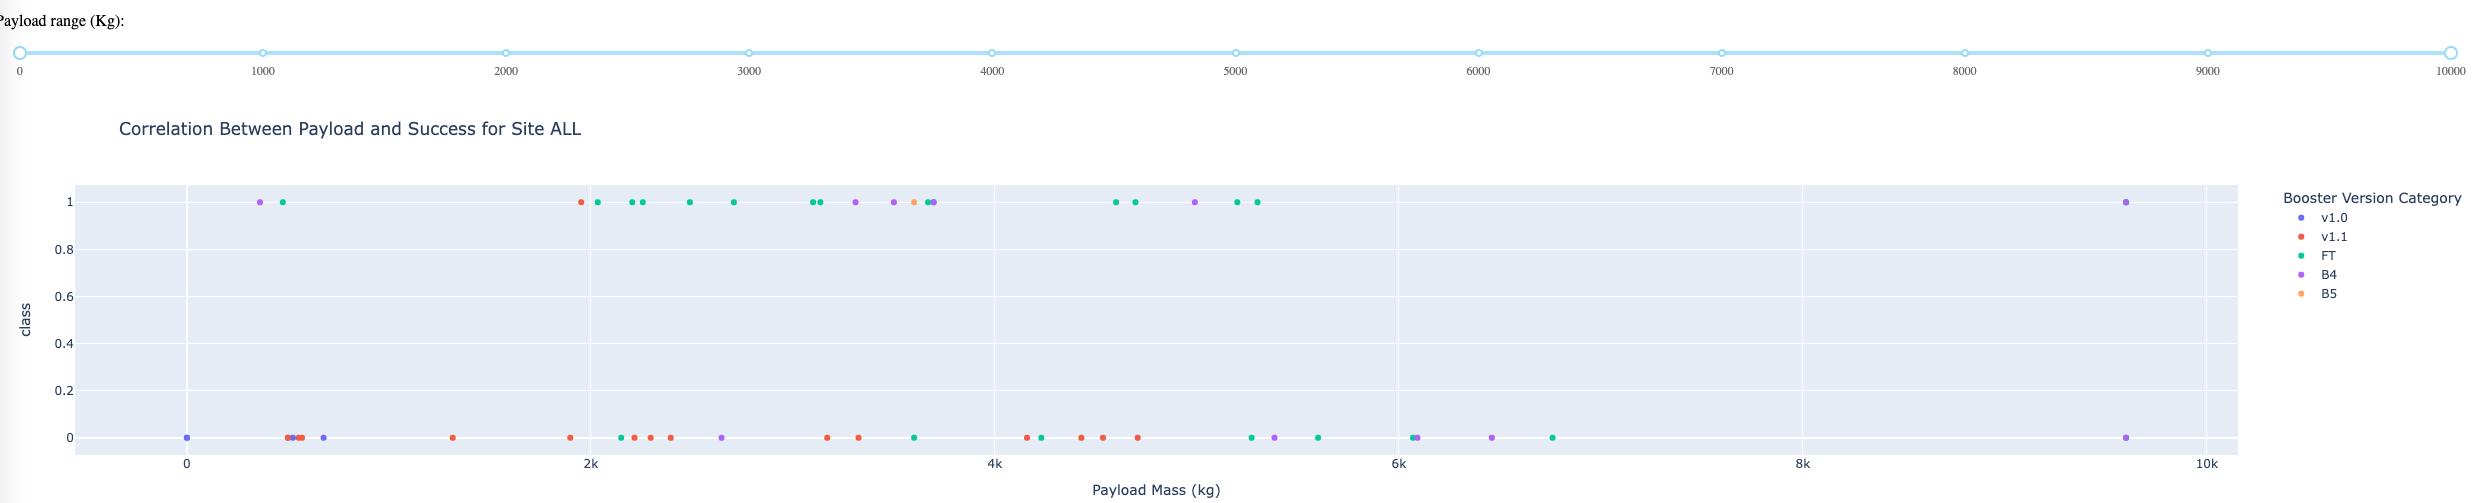 Payload range (Kg):
0 1000 2000 3000 4000 5000 6000 7000 8000 9000 10000
Correlation Between Payload and Success for Site ALL
1
0.8
0.6
0.4
0.2
0
class
0 2k 4k 6k 8k 10k
Payload Mass (kg)
Booster Version Category
v1.0
v1.1
FT
B4
B5